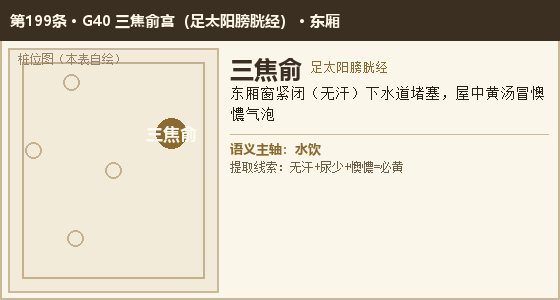 第199条·G40 三焦俞宫（足太阳膀胱经）·东厢
桩位图（本表自绘）
三焦俞
三焦俞 足太阳膀胱经
东厢窗紧闭（无汗）下水道堵塞，屋中黄汤冒懊
憹气泡
语义主轴：水饮
提取线索：无汗+尿少+懊憹=必黄